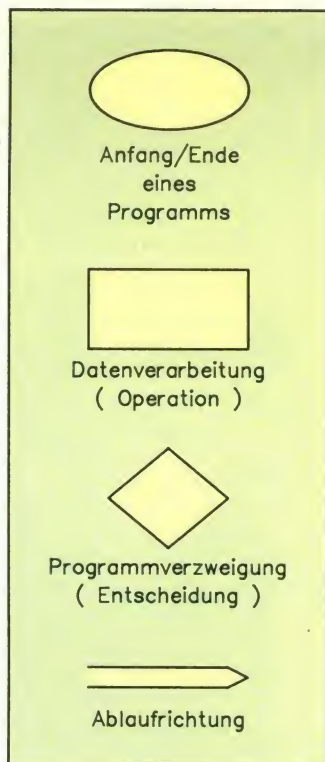 Anfang/Ende
eines
Programms
Datenverarbeitung
( Operation )
Programmverzweigung
( Entscheidung )
Ablaufrichtung